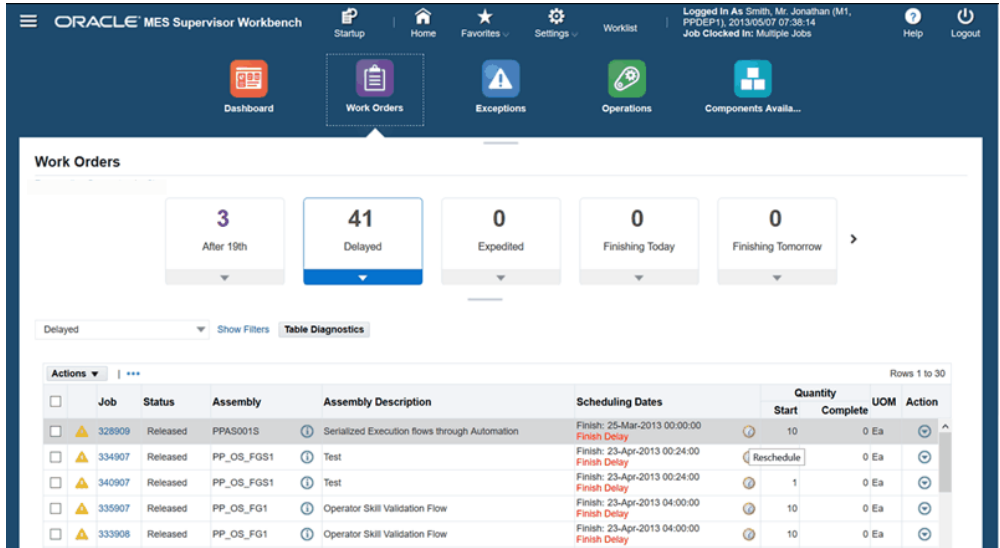 ORACLE MES Supervisor Workbench
Startup
Home
Favorites
Settings
Worklist
Logged In As Smith, Mr. Jonathan (M1,
PPDEP1), 2013/05/07 07:38:14
Job Clocked In: Multiple Jobs
Help
Logout
Dashboard
Work Orders
Exceptions
Operations
Components Availa...
Work Orders
3
After 19th
41
Delayed
0
Expedited
0
Finishing Today
0
Finishing Tomorrow
Delayed
Show Filters
Table Diagnostics
Actions
Rows 1 to 30
Job Status Assembly Assembly Description Scheduling Dates Quantity UOM Action
Start Complete
328909 Released PPAS001S Serialized Execution flows through Automation Finish: 25-Mar-2013 00:00:00 10 0 Ea
Finish Delay
334907 Released PP_OS_FGS1 Test Finish: 23-Apr-2013 00:24:00 Reschedule 0 Ea
Finish Delay
340907 Released PP_OS_FGS1 Test Finish: 23-Apr-2013 00:24:00 1 0 Ea
Finish Delay
335907 Released PP_OS_FG1 Operator Skill Validation Flow Finish: 23-Apr-2013 04:00:00 10 0 Ea
Finish Delay
333908 Released PP_OS_FG1 Operator Skill Validation Flow Finish: 23-Apr-2013 04:00:00 10 0 Ea
Finish Delay